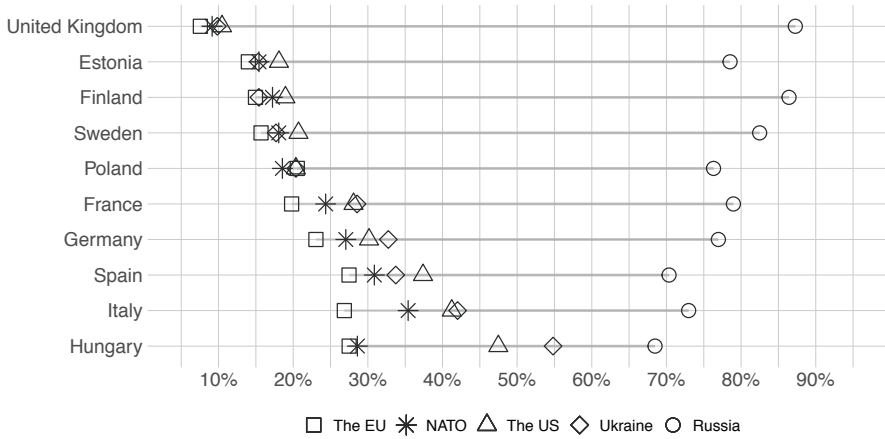 United Kingdom
Estonia
Finland
Sweden
Poland
France
Germany
Spain
Italy
Hungary
10% 20% 30% 40% 50% 60% 70% 80% 90%
The EU NATO The US Ukraine Russia